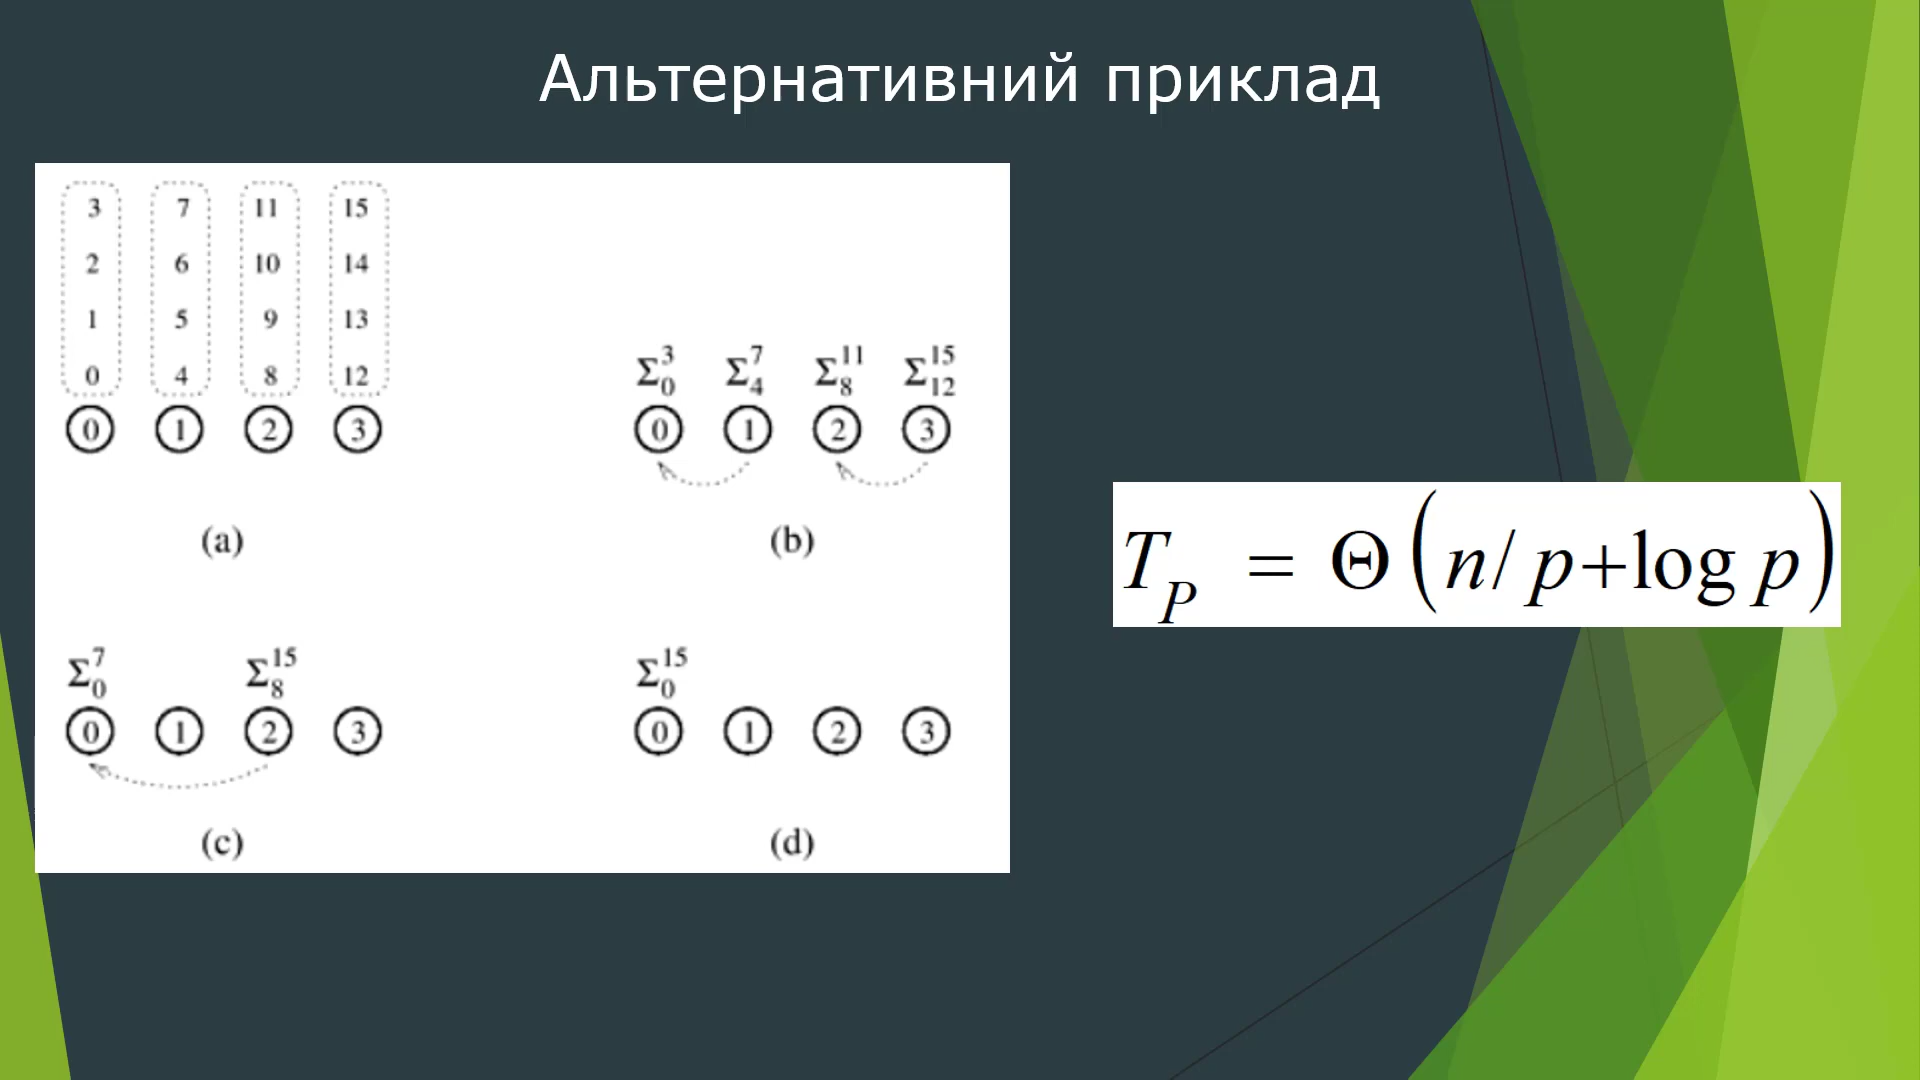 Альтернативний приклад
3 7 11 15
2 6 10 14
1 5 9 13
0 4 8 12
0 1 2 3
(a)
Σ₀³ Σ₄⁷ Σ₈¹¹ Σ₁₂¹⁵
0 1 2 3
(b)
Σ₀⁷ Σ₈¹⁵
0 1 2 3
(c)
Σ₀¹⁵
0 1 2 3
(d)
T_P = Θ (n/p+log p)